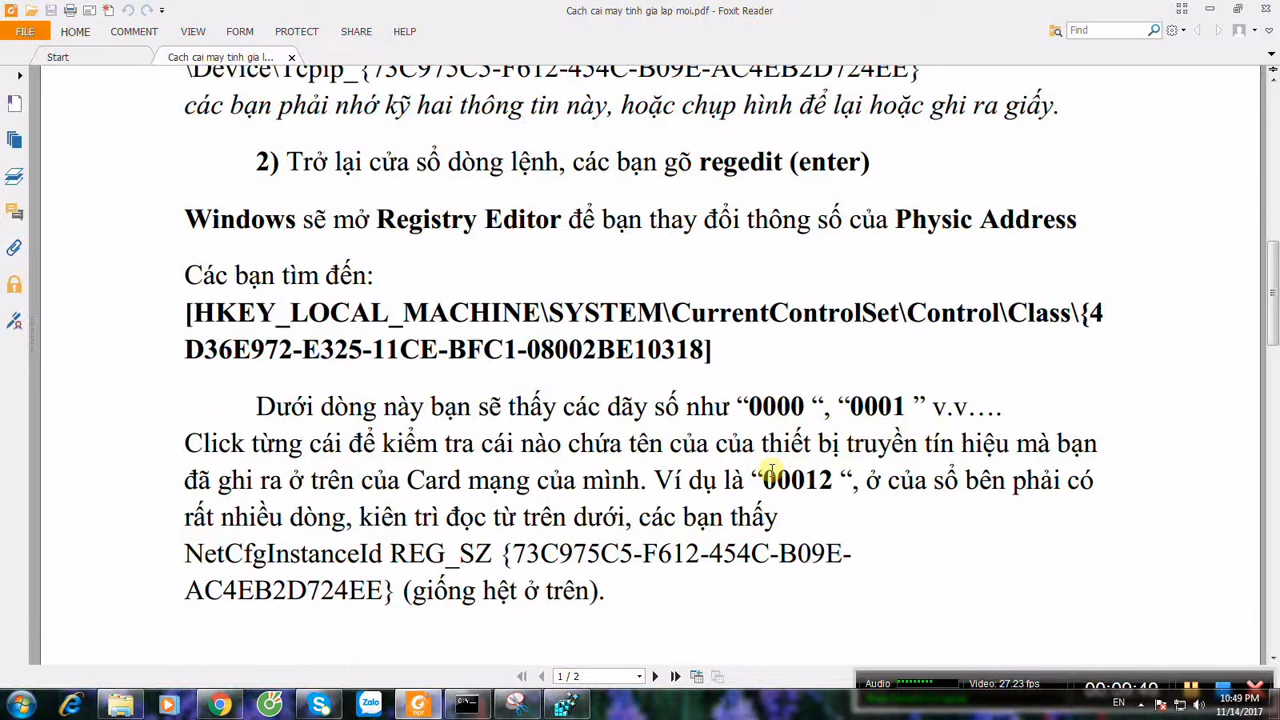 Cach cai may tinh gia lap moi.pdf - Foxit Reader
FILE HOME COMMENT VIEW FORM PROTECT SHARE HELP Find
Start Cach cai may tinh gia l...
\Device\Tcpip_{73C975C5-F612-454C-B09E-AC4EB2D724EE}
các bạn phải nhớ kỹ hai thông tin này, hoặc chụp hình để lại hoặc ghi ra giấy.
2) Trở lại cửa sổ dòng lệnh, các bạn gõ regedit (enter)
Windows sẽ mở Registry Editor để bạn thay đổi thông số của Physic Address
Các bạn tìm đến:
[HKEY_LOCAL_MACHINE\SYSTEM\CurrentControlSet\Control\Class\{4
D36E972-E325-11CE-BFC1-08002BE10318]
Dưới dòng này bạn sẽ thấy các dãy số như “0000 “, “0001 ” v.v….
Click từng cái để kiểm tra cái nào chứa tên của của thiết bị truyền tín hiệu mà bạn
đã ghi ra ở trên của Card mạng của mình. Ví dụ là “00012 “, ở của sổ bên phải có
rất nhiều dòng, kiên trì đọc từ trên dưới, các bạn thấy
NetCfgInstanceId REG_SZ {73C975C5-F612-454C-B09E-
AC4EB2D724EE} (giống hệt ở trên).
1 / 2
Audio Video: 27.23 fps
Zalo
EN 10:49 PM
11/14/2017